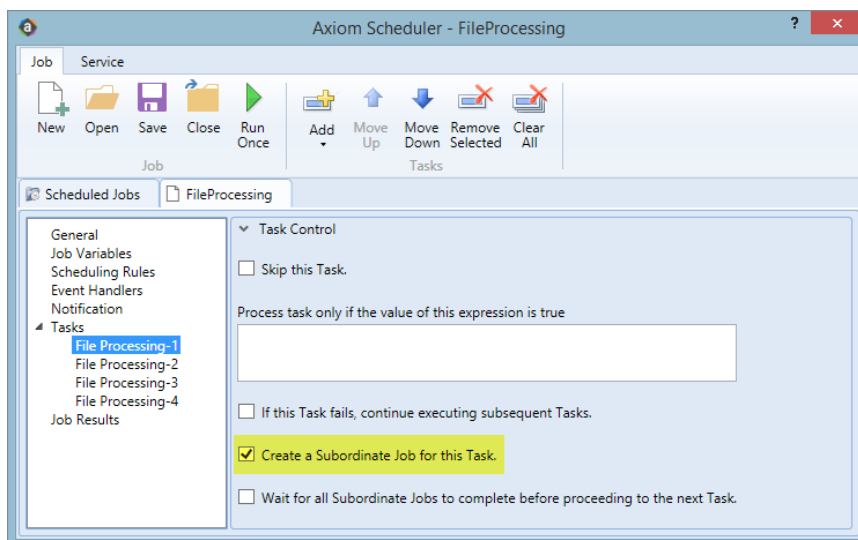 a
Axiom Scheduler - FileProcessing
?
Job Service
New Open Save Close Run Once Add Move Up Move Down Remove Selected Clear All
Job Tasks
Scheduled Jobs FileProcessing
General
Job Variables
Scheduling Rules
Event Handlers
Notification
Tasks
File Processing-1
File Processing-2
File Processing-3
File Processing-4
Job Results
Task Control
Skip this Task.
Process task only if the value of this expression is true
If this Task fails, continue executing subsequent Tasks.
Create a Subordinate Job for this Task.
Wait for all Subordinate Jobs to complete before proceeding to the next Task.